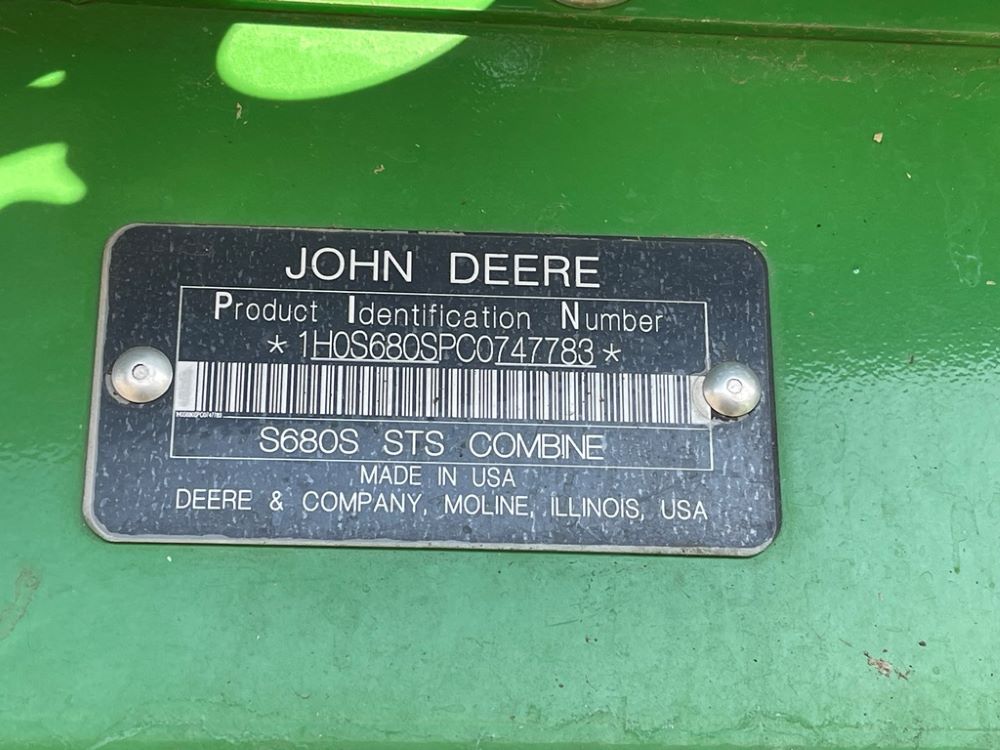 JOHN DEERE
Product Identification Number
*1H0S680SPC0747783*
S680S STS COMBINE
MADE IN USA
DEERE & COMPANY, MOLINE, ILLINOIS, USA